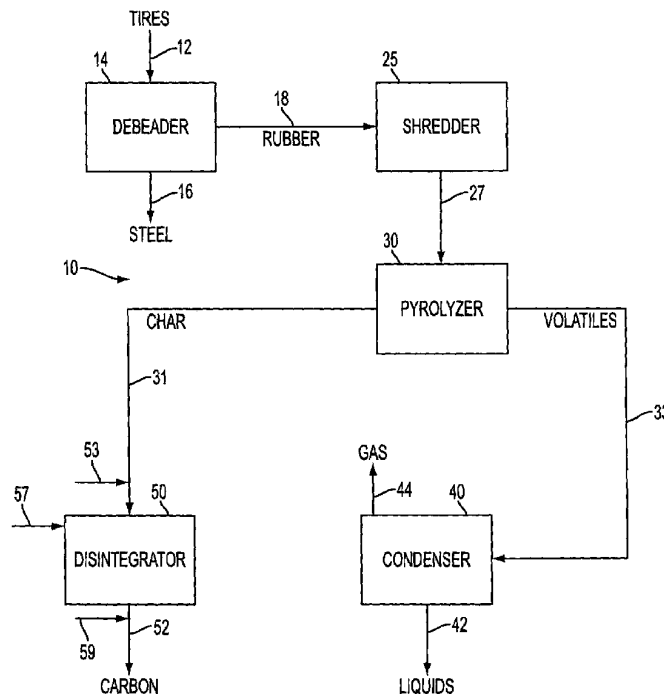 TIRES
12
14
DEBEADER
18
RUBBER
25
SHREDDER
16
STEEL
27
10
30
PYROLYZER
CHAR
VOLATILES
31
33
53
GAS
44
57
50
DISINTEGRATOR
40
CONDENSER
59
52
42
CARBON
LIQUIDS